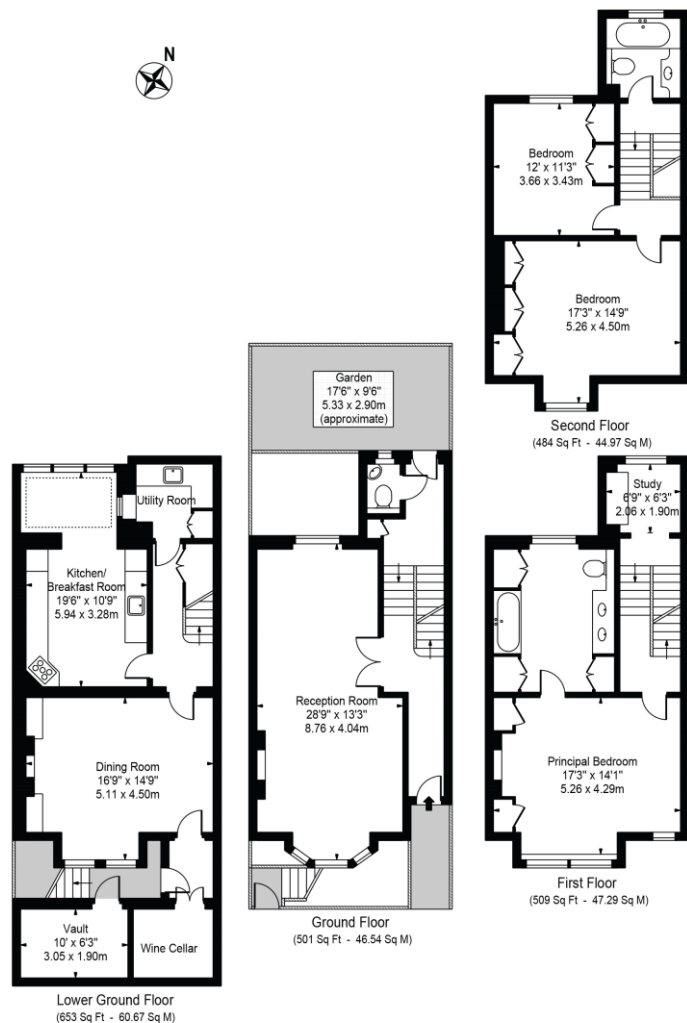 N
Bedroom
12' x 11'3"
3.66 x 3.43m
Bedroom
17'3" x 14'9"
5.26 x 4.50m
Second Floor
(484 Sq Ft - 44.97 Sq M)
Garden
17'6" x 9'6"
5.33 x 2.90m
(approximate)
Reception Room
28'9" x 13'3"
8.76 x 4.04m
Ground Floor
(501 Sq Ft - 46.54 Sq M)
Utility Room
Kitchen/
Breakfast Room
19'6" x 10'9"
5.94 x 3.28m
Dining Room
16'9" x 14'9"
5.11 x 4.50m
Vault
10' x 6'3"
3.05 x 1.90m
Wine Cellar
Lower Ground Floor
(653 Sq Ft - 60.67 Sq M)
Study
6'9" x 6'3"
2.06 x 1.90m
Principal Bedroom
17'3" x 14'1"
5.26 x 4.29m
First Floor
(509 Sq Ft - 47.29 Sq M)